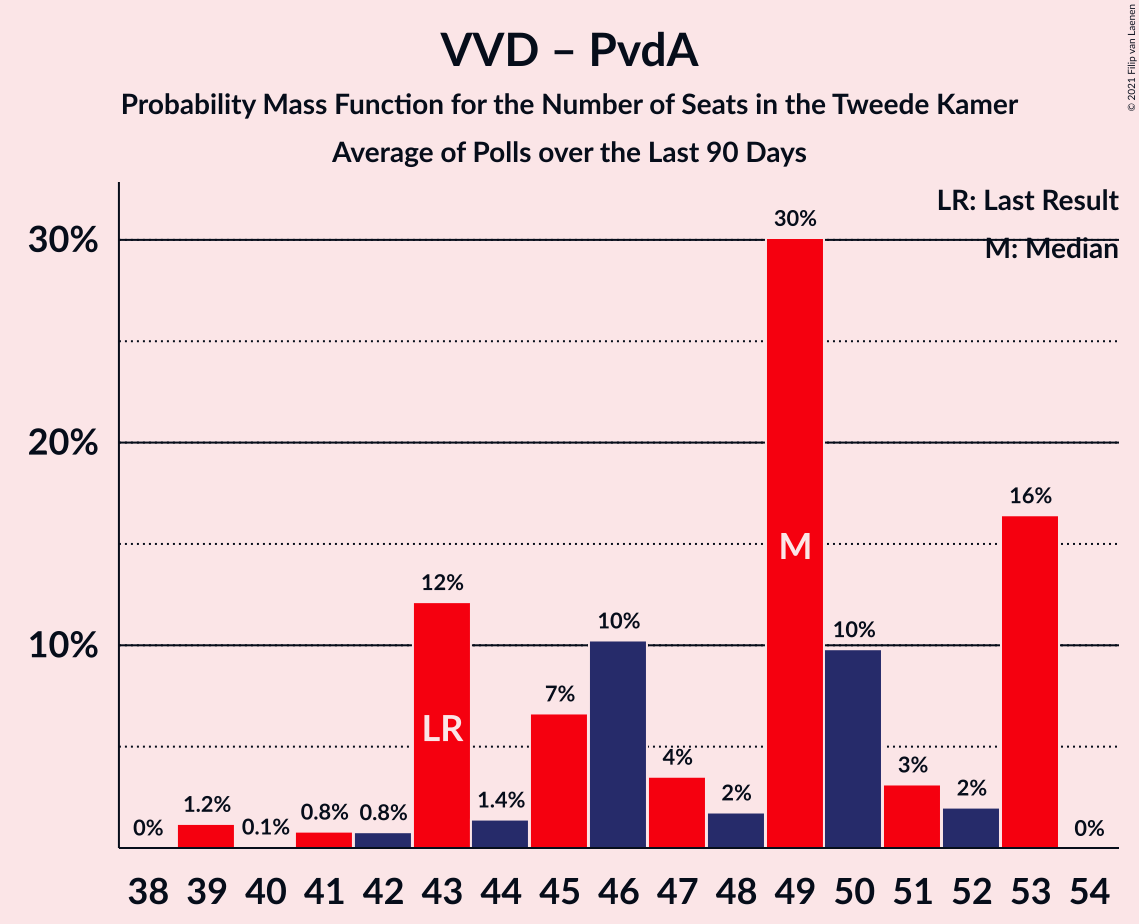 VVD – PvdA
Probability Mass Function for the Number of Seats in the Tweede Kamer
Average of Polls over the Last 90 Days
© 2021 Filip van Laenen
LR: Last Result
M: Median
30%
20%
10%
0%
1.2%
0.1%
0.8%
0.8%
12%
1.4%
7%
10%
4%
2%
30%
10%
3%
2%
16%
0%
LR
M
38 39 40 41 42 43 44 45 46 47 48 49 50 51 52 53 54